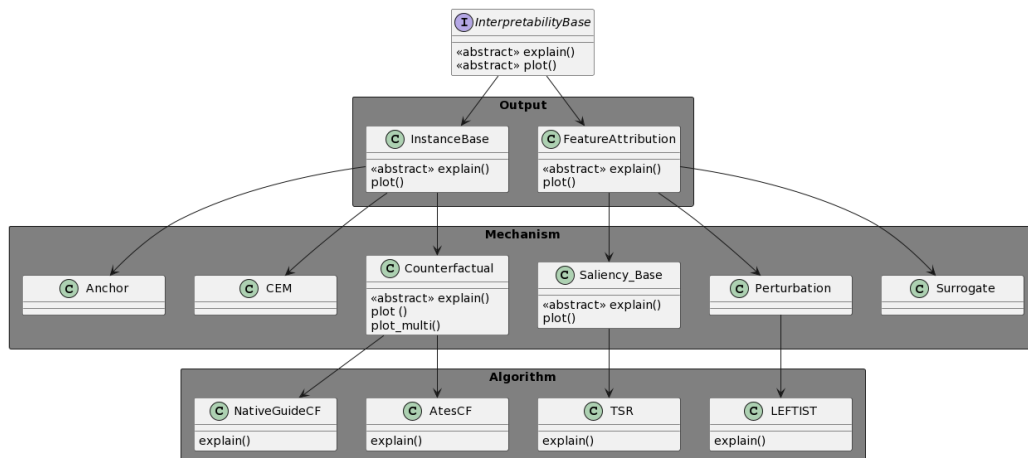 I InterpretabilityBase
«abstract» explain()
«abstract» plot()
Output
C InstanceBase
«abstract» explain()
plot()
C FeatureAttribution
«abstract» explain()
plot()
Mechanism
C Anchor
C CEM
C Counterfactual
«abstract» explain()
plot ()
plot_multi()
C Saliency_Base
«abstract» explain()
plot()
C Perturbation
C Surrogate
Algorithm
C NativeGuideCF
explain()
C AtesCF
explain()
C TSR
explain()
C LEFTIST
explain()